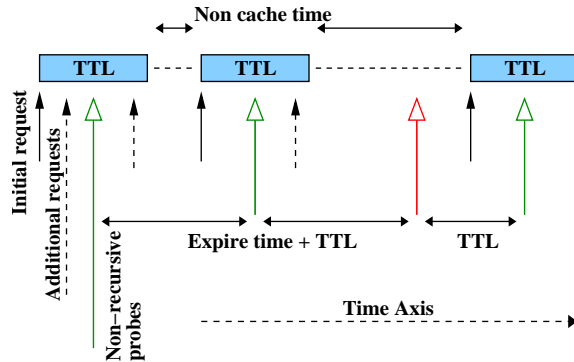 Non cache time
TTL
TTL
TTL
Initial request
Additional requests
Non-recursive
probes
Expire time + TTL
TTL
Time Axis